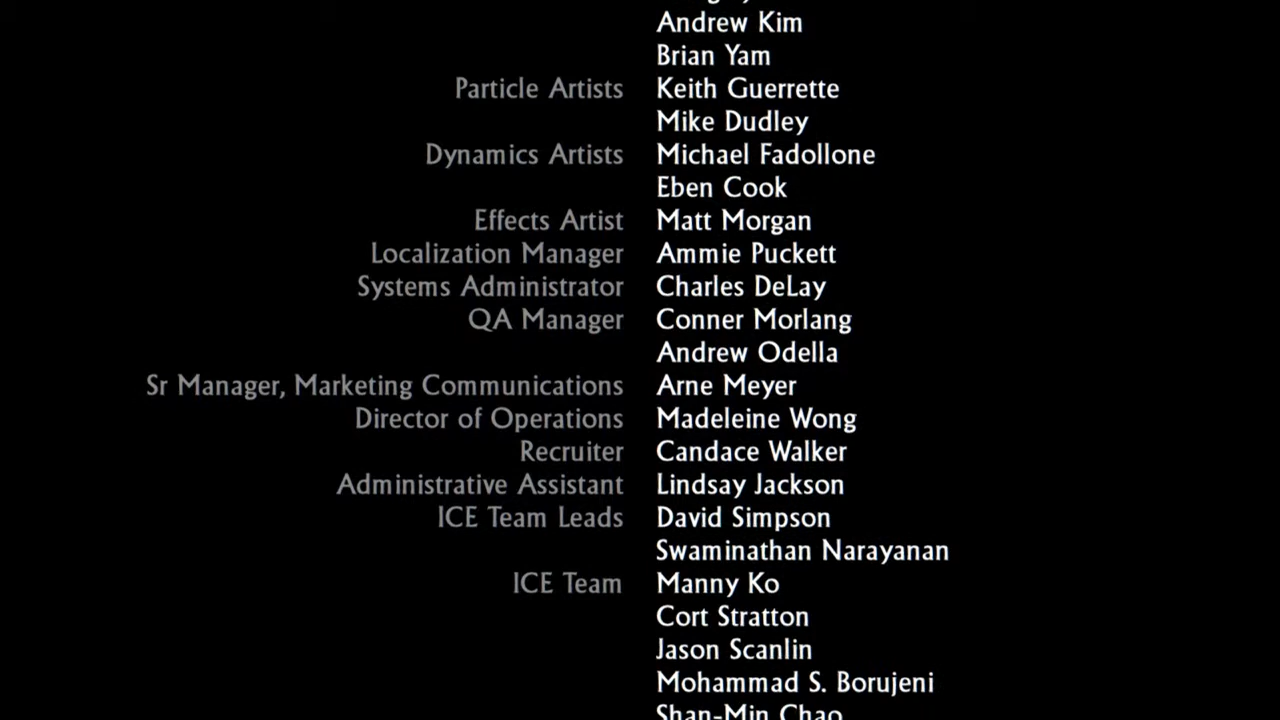 Andrew Kim
Brian Yam
Particle Artists Keith Guerrette
Mike Dudley
Dynamics Artists Michael Fadollone
Eben Cook
Effects Artist Matt Morgan
Localization Manager Ammie Puckett
Systems Administrator Charles DeLay
QA Manager Conner Morlang
Andrew Odella
Sr Manager, Marketing Communications Arne Meyer
Director of Operations Madeleine Wong
Recruiter Candace Walker
Administrative Assistant Lindsay Jackson
ICE Team Leads David Simpson
Swaminathan Narayanan
ICE Team Manny Ko
Cort Stratton
Jason Scanlin
Mohammad S. Borujeni
Shan-Min Chao